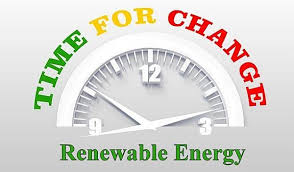 TIME FOR CHANGE
12
9 3
Renewable Energy